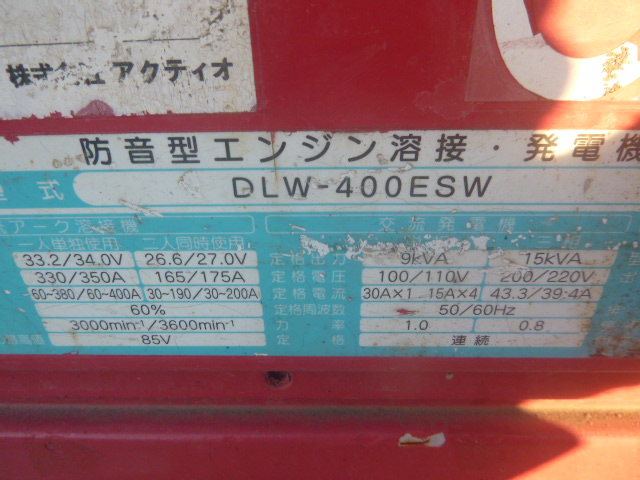 株式会社アクティオ
防音型エンジン溶接・発電機
型式 DLW-400ESW
アーク溶接機 交流発電機
一人単独使用 二人同時使用
33.2/34.0V 26.6/27.0V 定格出力 9kVA 15kVA
330/350A 165/175A 定格電圧 100/110V 200/220V
60~380/60~400A 30~190/30~200A 定格電流 30A×1 15A×4 43.3/39.4A
60% 定格周波数 50/60Hz
3000min⁻¹/3600min⁻¹ 力率 1.0 0.8
85V 定格 連続